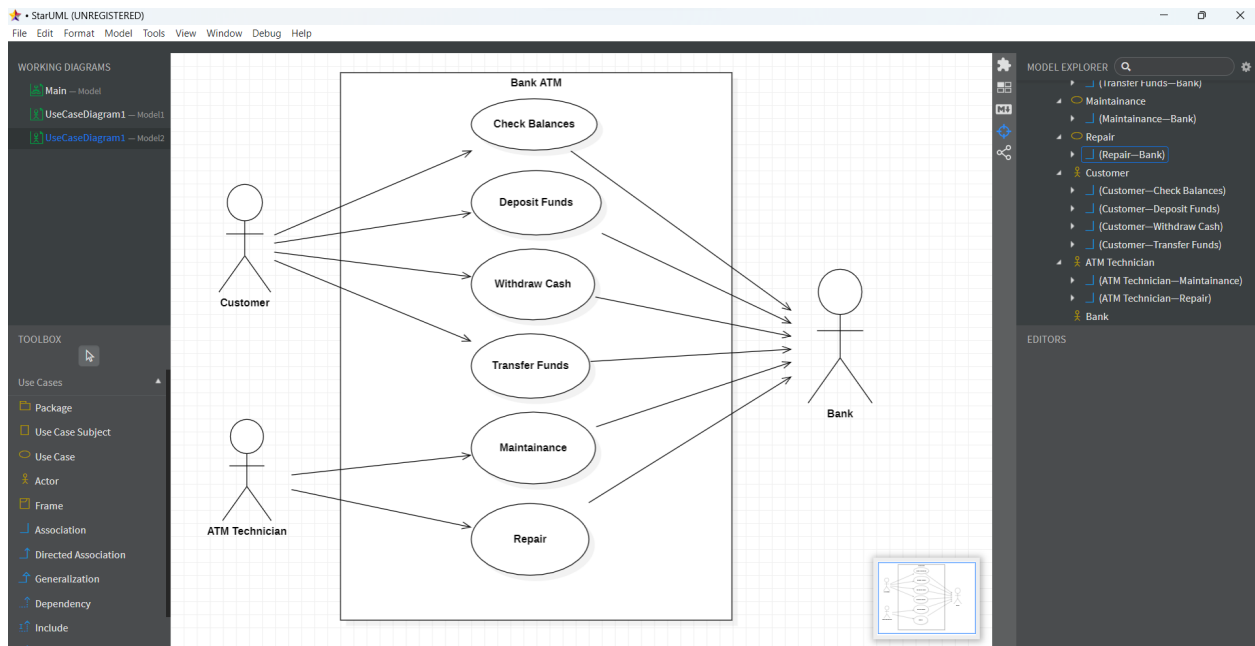 • StarUML (UNREGISTERED)
File Edit Format Model Tools View Window Debug Help
WORKING DIAGRAMS
Main — Model
UseCaseDiagram1 — Model1
UseCaseDiagram1 — Model2
TOOLBOX
Use Cases
Package
Use Case Subject
Use Case
Actor
Frame
Association
Directed Association
Generalization
Dependency
Include
Bank ATM
Check Balances
Deposit Funds
Withdraw Cash
Transfer Funds
Maintainance
Repair
Customer
ATM Technician
Bank
MODEL EXPLORER
(Transfer Funds—Bank)
Maintainance
(Maintainance—Bank)
Repair
(Repair—Bank)
Customer
(Customer—Check Balances)
(Customer—Deposit Funds)
(Customer—Withdraw Cash)
(Customer—Transfer Funds)
ATM Technician
(ATM Technician—Maintainance)
(ATM Technician—Repair)
Bank
EDITORS